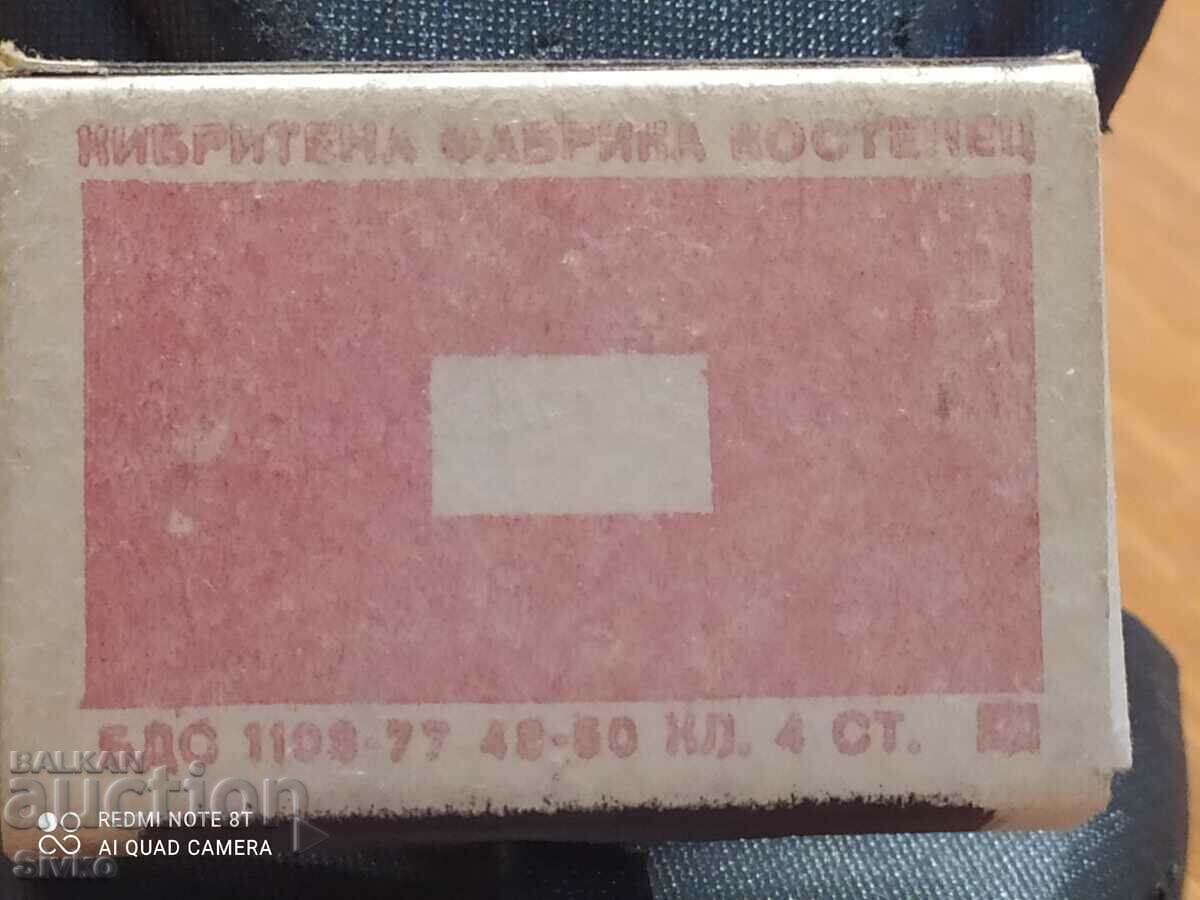 КИБРИТЕНА ФАБРИКА КОСТЕНЕЦ
БДС 1108-77 48-50 КЛ. 4 СТ.
BALKAN
auction
REDMI NOTE 8T
AI QUAD CAMERA
Sivko